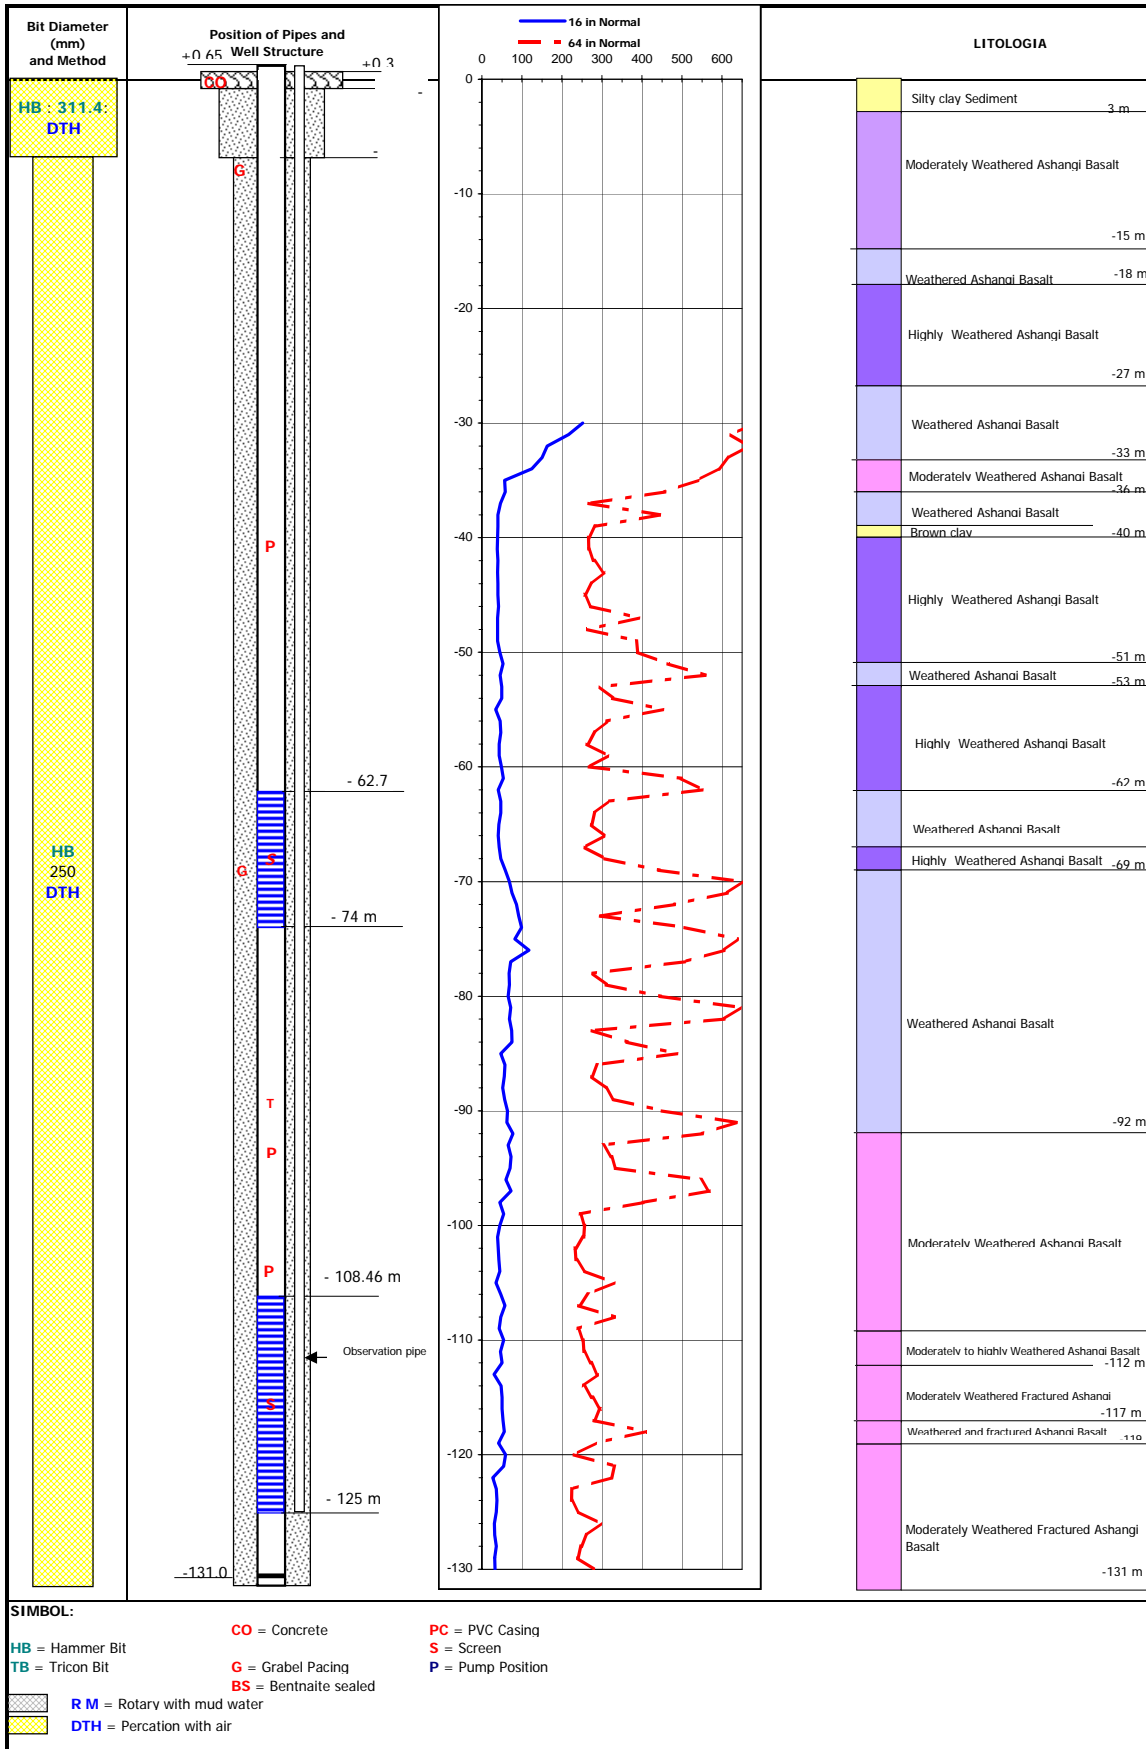 Bit Diameter
(mm)
and Method
Position of Pipes and
Well Structure
16 in Normal
64 in Normal
LITOLOGIA
+0.65
+0.3
0 100 200 300 400 500 600
CO
HB : 311.4:
DTH
G
-
-
0
-10
-20
-30
-40
-50
-60
-70
-80
-90
-100
-110
-120
-130
Silty clay Sediment
3 m
Moderately Weathered Ashangi Basalt
-15 m
Weathered Ashangi Basalt
-18 m
Highly Weathered Ashangi Basalt
-27 m
Weathered Ashangi Basalt
-33 m
Moderately Weathered Ashangi Basalt
-36 m
Weathered Ashangi Basalt
Brown clay
-40 m
Highly Weathered Ashangi Basalt
-51 m
Weathered Ashangi Basalt
-53 m
Highly Weathered Ashangi Basalt
-62 m
Weathered Ashangi Basalt
Highly Weathered Ashangi Basalt
-69 m
Weathered Ashangi Basalt
-92 m
Moderately Weathered Ashangi Basalt
Moderately to highly Weathered Ashangi Basalt
-112 m
Moderately Weathered Fractured Ashangi
-117 m
Weathered and fractured Ashangi Basalt
-119
Moderately Weathered Fractured Ashangi
Basalt
-131 m
P
- 62.7
HB
250
DTH
G
S
- 74 m
T
P
P
- 108.46 m
Observation pipe
S
- 125 m
-131.0
SIMBOL:
HB = Hammer Bit
TB = Tricon Bit
CO = Concrete
G = Grabel Pacing
BS = Bentnaite sealed
PC = PVC Casing
S = Screen
P = Pump Position
R M = Rotary with mud water
DTH = Percation with air